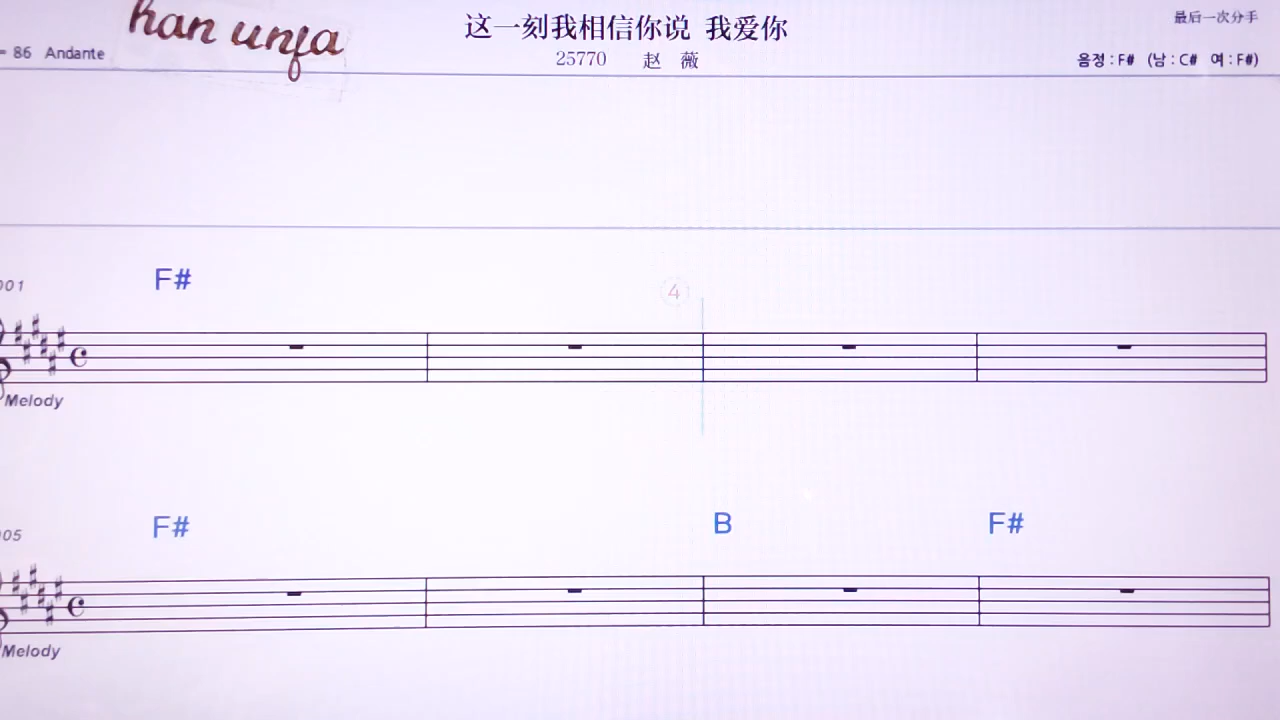 han unja
这一刻我相信你说 我爱你
最后一次分手
= 86 Andante
25770 赵 薇
음정 : F# (남 : C# 여 : F#)
001
F#
4
Melody
005
F# B F#
Melody